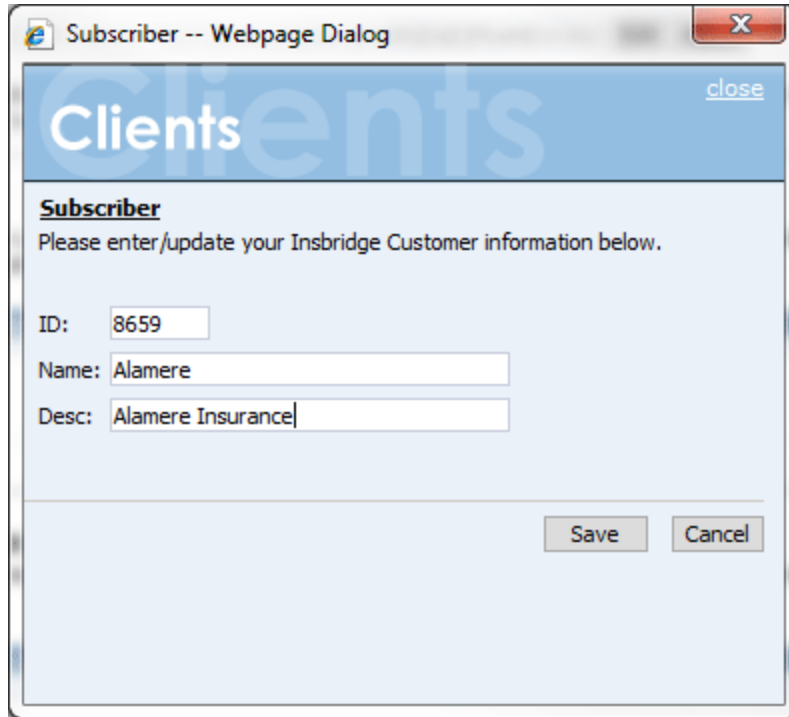 Subscriber -- Webpage Dialog
X
close
Clients
Clients
Subscriber
Please enter/update your Insbridge Customer information below.
ID: 8659
Name: Alamere
Desc: Alamere Insurance
Save Cancel